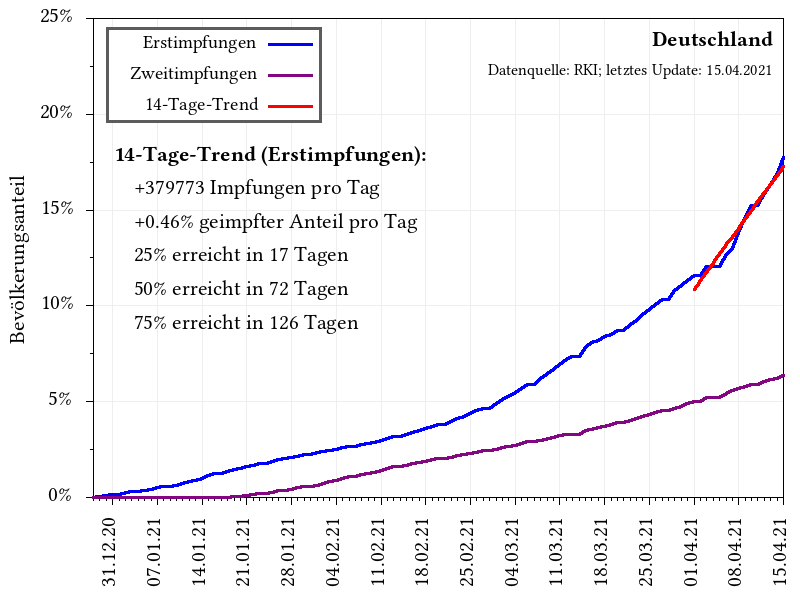 25%
20%
15%
10%
5%
0%
Bevölkerungsanteil
Erstimpfungen
Zweitimpfungen
14-Tage-Trend
Deutschland
Datenquelle: RKI; letztes Update: 15.04.2021
14-Tage-Trend (Erstimpfungen):
+379773 Impfungen pro Tag
+0.46% geimpfter Anteil pro Tag
25% erreicht in 17 Tagen
50% erreicht in 72 Tagen
75% erreicht in 126 Tagen
31.12.20
07.01.21
14.01.21
21.01.21
28.01.21
04.02.21
11.02.21
18.02.21
25.02.21
04.03.21
11.03.21
18.03.21
25.03.21
01.04.21
08.04.21
15.04.21